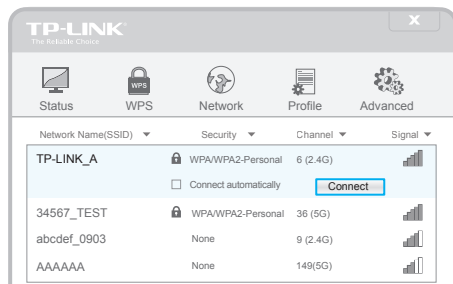 TP-LINK®
The Reliable Choice
X
WPS
Status WPS Network Profile Advanced
Network Name(SSID) Security Channel Signal
TP-LINK_A WPA/WPA2-Personal 6 (2.4G)
Connect automatically Connect
34567_TEST WPA/WPA2-Personal 36 (5G)
abcdef_0903 None 9 (2.4G)
AAAAAA None 149(5G)